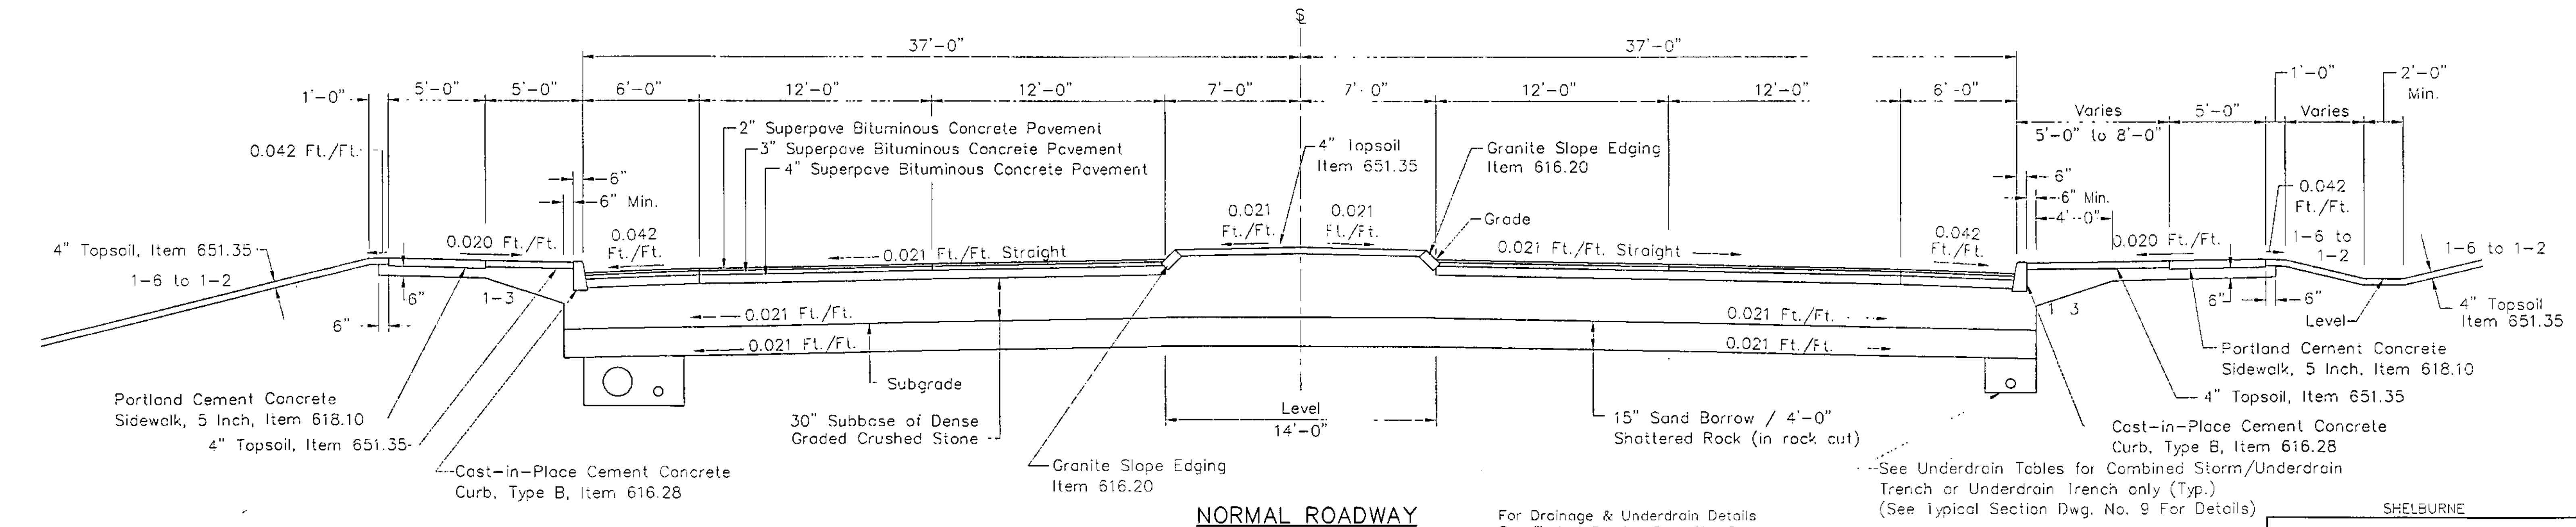 ℄
37'-0" 37'-0"
1'-0" 5'-0" 5'-0" 6'-0" 12'-0" 12'-0" 7'-0" 7'-0" 12'-0" 12'-0" 6'-0" 1'-0" 2'-0"
Min.
Varies 5'-0" Varies
5'-0" to 8'-0"
2" Superpave Bituminous Concrete Pavement
3" Superpave Bituminous Concrete Pavement
4" Superpave Bituminous Concrete Pavement
0.042 Ft./Ft.
6"
6" Min.
4" Topsoil
Item 651.35
Granite Slope Edging
Item 616.20
Grade
6"
6" Min.
4'-0"
0.042
Ft./Ft.
4" Topsoil, Item 651.35
1-6 to 1-2
0.020 Ft./Ft.
0.042
Ft./Ft.
0.021 Ft./Ft. Straight
0.021
Ft./Ft.
0.021
Ft./Ft.
0.021 Ft./Ft. Straight
0.042
Ft./Ft.
0.020 Ft./Ft.
1-6 to
1-2
1-6 to 1-2
6"
6"
1-3
0.021 Ft./Ft.
0.021 Ft./Ft.
0.021 Ft./Ft.
0.021 Ft./Ft.
1 3
6"
6"
Level
4" Topsoil
Item 651.35
Portland Cement Concrete
Sidewalk, 5 Inch, Item 618.10
4" Topsoil, Item 651.35
Cast-in-Place Cement Concrete
Curb, Type B, Item 616.28
Subgrade
30" Subbase of Dense
Graded Crushed Stone
Granite Slope Edging
Item 616.20
Level
14'-0"
15" Sand Borrow / 4'-0"
Shattered Rock (in rock cut)
Portland Cement Concrete
Sidewalk, 5 Inch, Item 618.10
4" Topsoil, Item 651.35
Cast-in-Place Cement Concrete
Curb, Type B, Item 616.28
See Underdrain Tables for Combined Storm/Underdrain
Trench or Underdrain Trench only (Typ.)
(See Typical Section Dwg. No. 9 For Details)
NORMAL ROADWAY
For Drainage & Underdrain Details
SHELBURNE